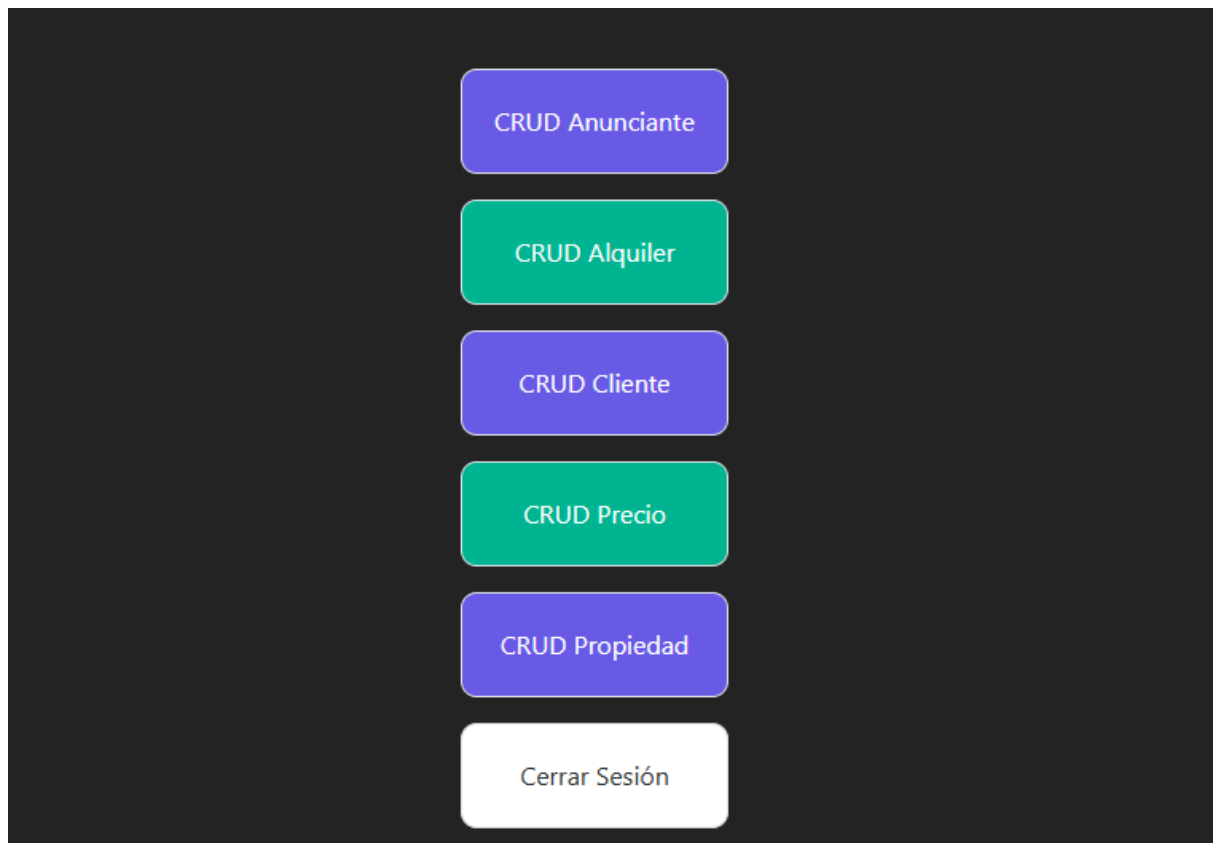 CRUD Anunciante
CRUD Alquiler
CRUD Cliente
CRUD Precio
CRUD Propiedad
Cerrar Sesión